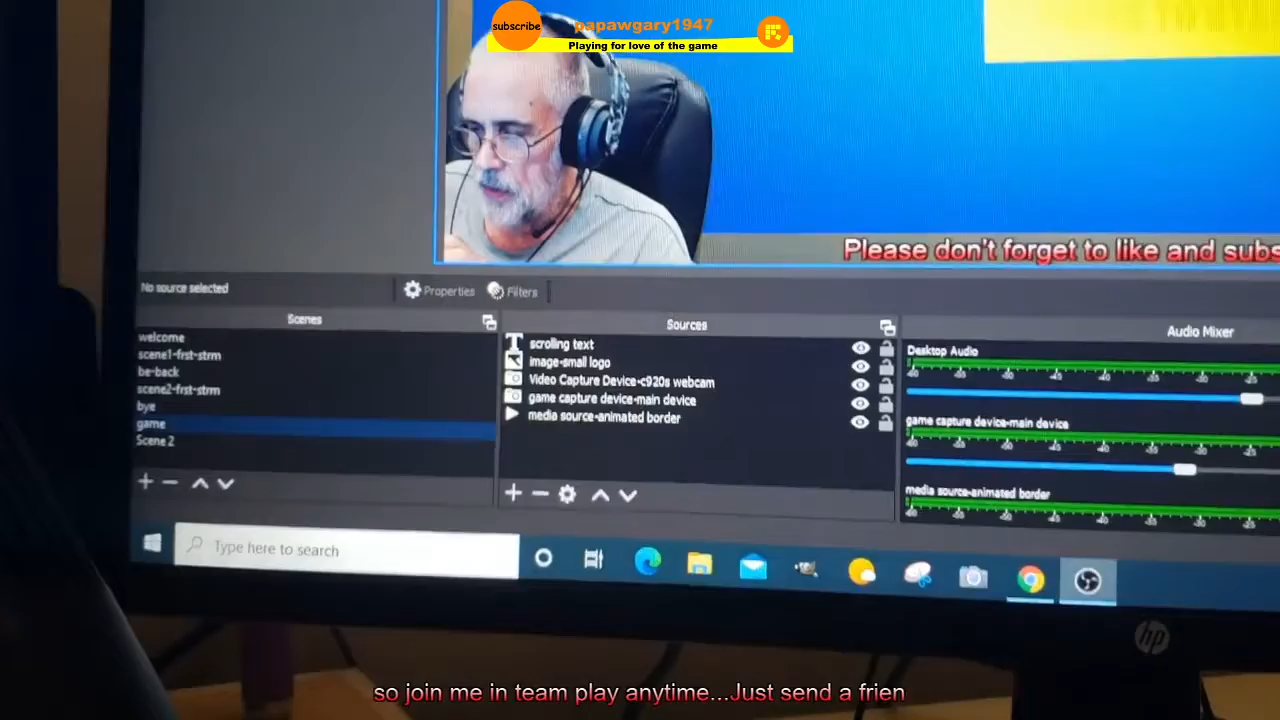 subscribe
papawgary1947
Playing for love of the game
Please don't forget to like and subs
No source selected
Properties
Filters
Scenes
Sources
Audio Mixer
welcome
scene1-frst-strm
be-back
scene2-frst-strm
bye
game
Scene 2
scrolling text
image-small logo
Video Capture Device-c920s webcam
game capture device-main device
media source-animated border
Desktop Audio
game capture device-main device
media source-animated border
Type here to search
hp
so join me in team play anytime...Just send a frien